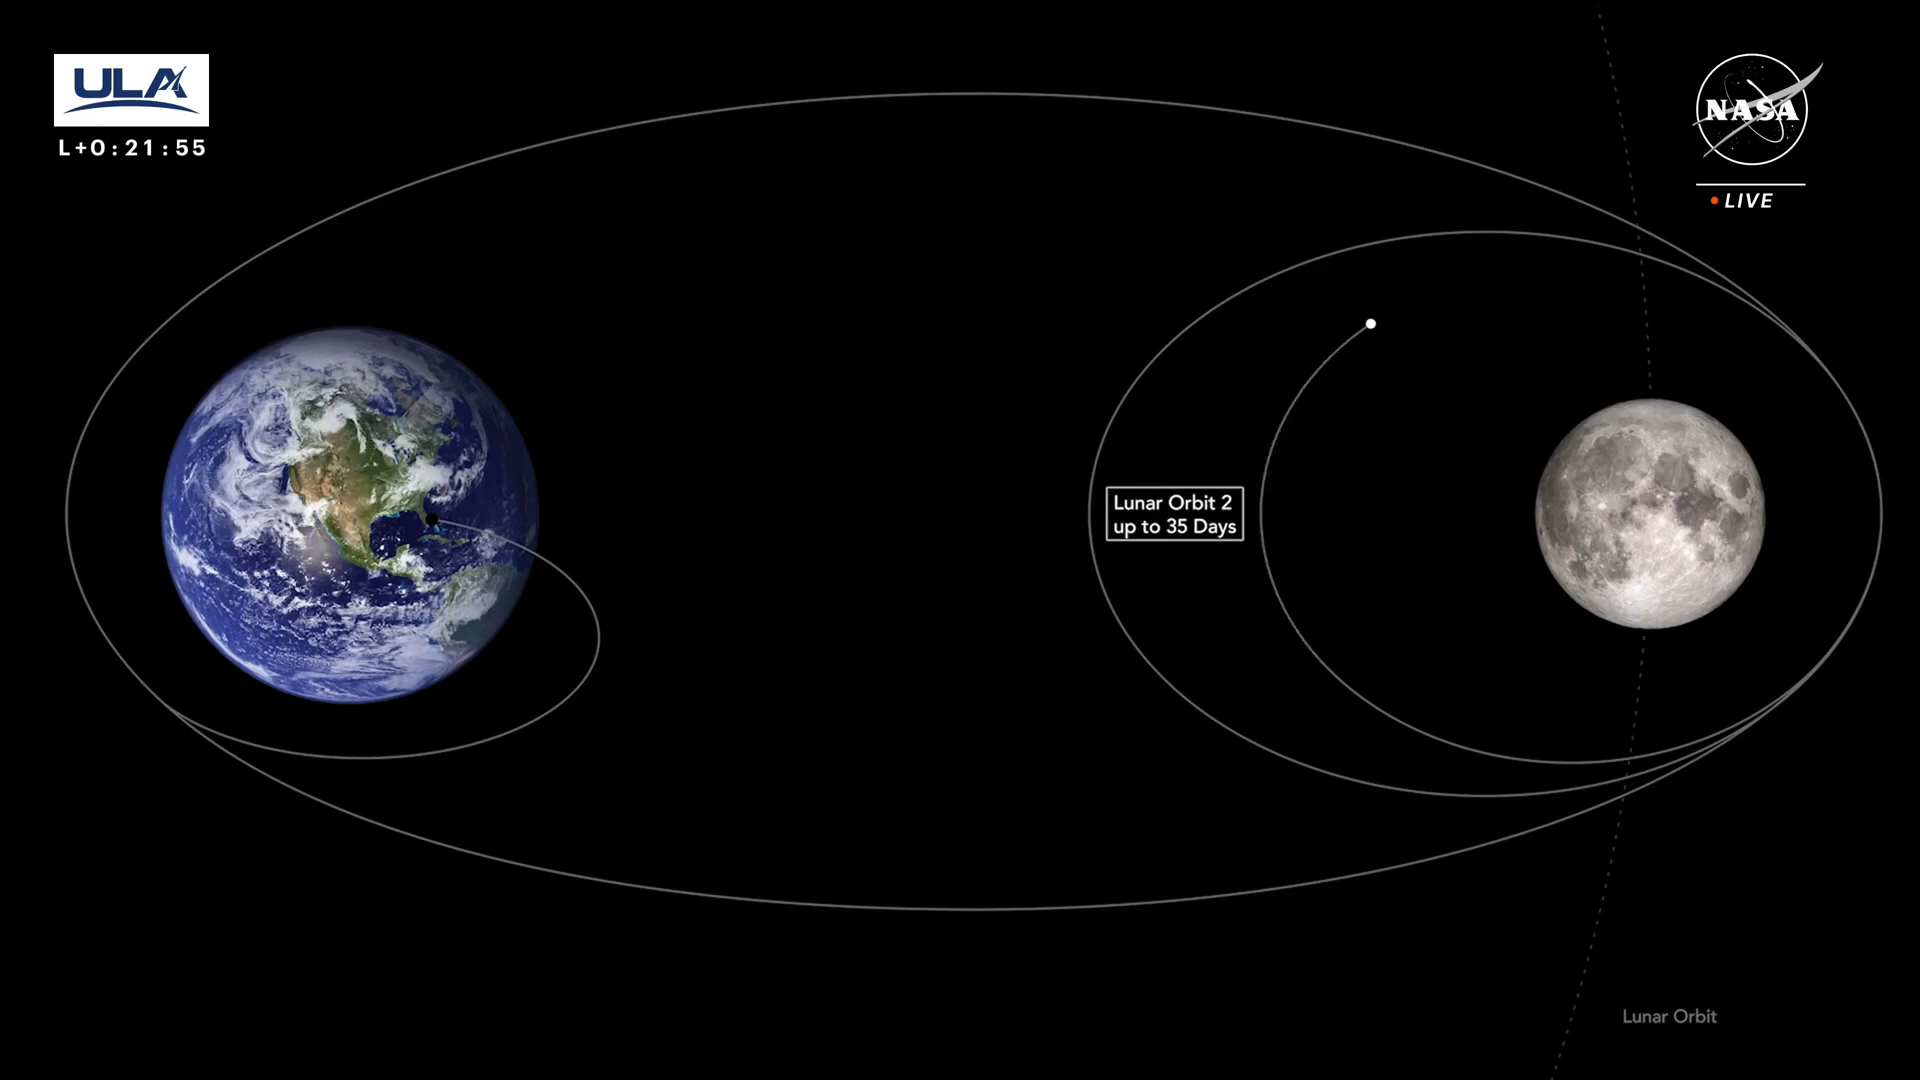 ULA
L+0:21:55
NASA
LIVE
Lunar Orbit 2
up to 35 Days
Lunar Orbit